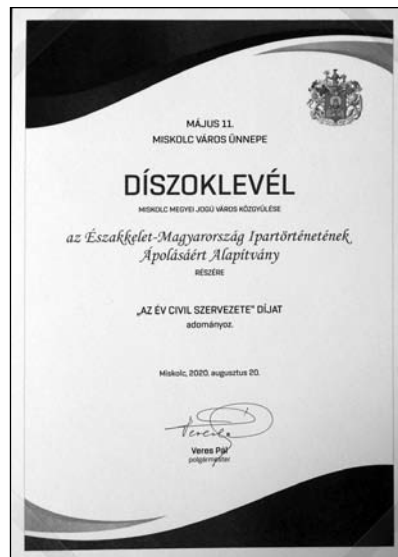 MÁJUS 11.
MISKOLC VÁROS ÜNNEPE
DÍSZOKLEVÉL
MISKOLC MEGYEI JOGÚ VÁROS KÖZGYŰLÉSE
az Északkelet-Magyarország Ipartörténetének
Ápolásáért Alapítvány
RÉSZÉRE
„AZ ÉV CIVIL SZERVEZETE” DÍJAT
adományoz.
Miskolc, 2020. augusztus 20.
Veres Pál
polgármester